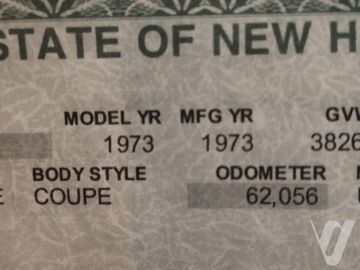 STATE OF NEW H
MODEL YR MFG YR GVW
1973 1973 3826
BODY STYLE ODOMETER
E COUPE 62,056